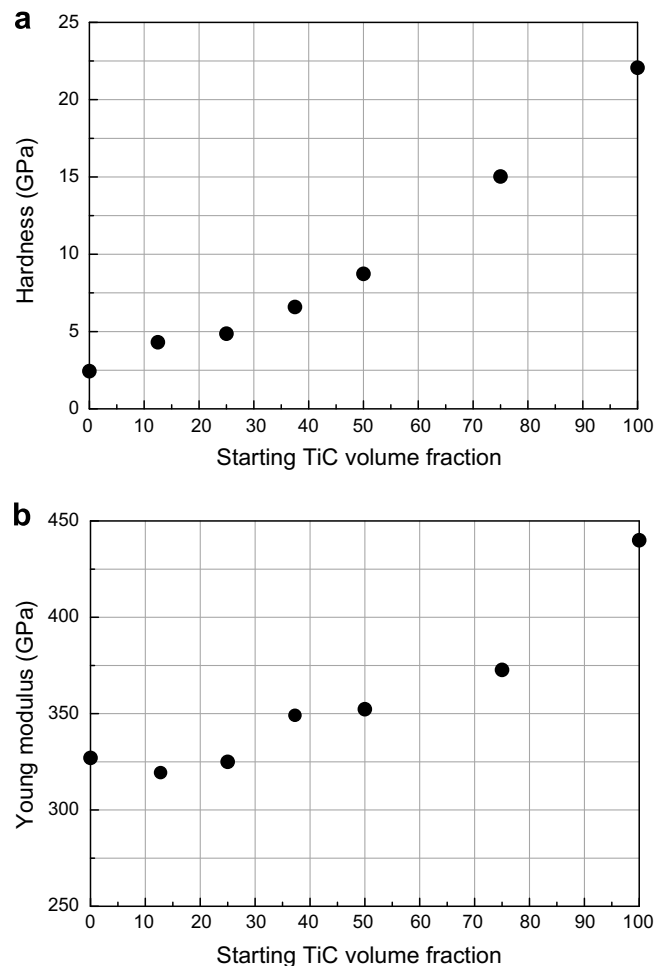 a
25
20
15
10
5
0
Hardness (GPa)
0 10 20 30 40 50 60 70 80 90 100
Starting TiC volume fraction
b
450
400
350
300
250
Young modulus (GPa)
0 10 20 30 40 50 60 70 80 90 100
Starting TiC volume fraction